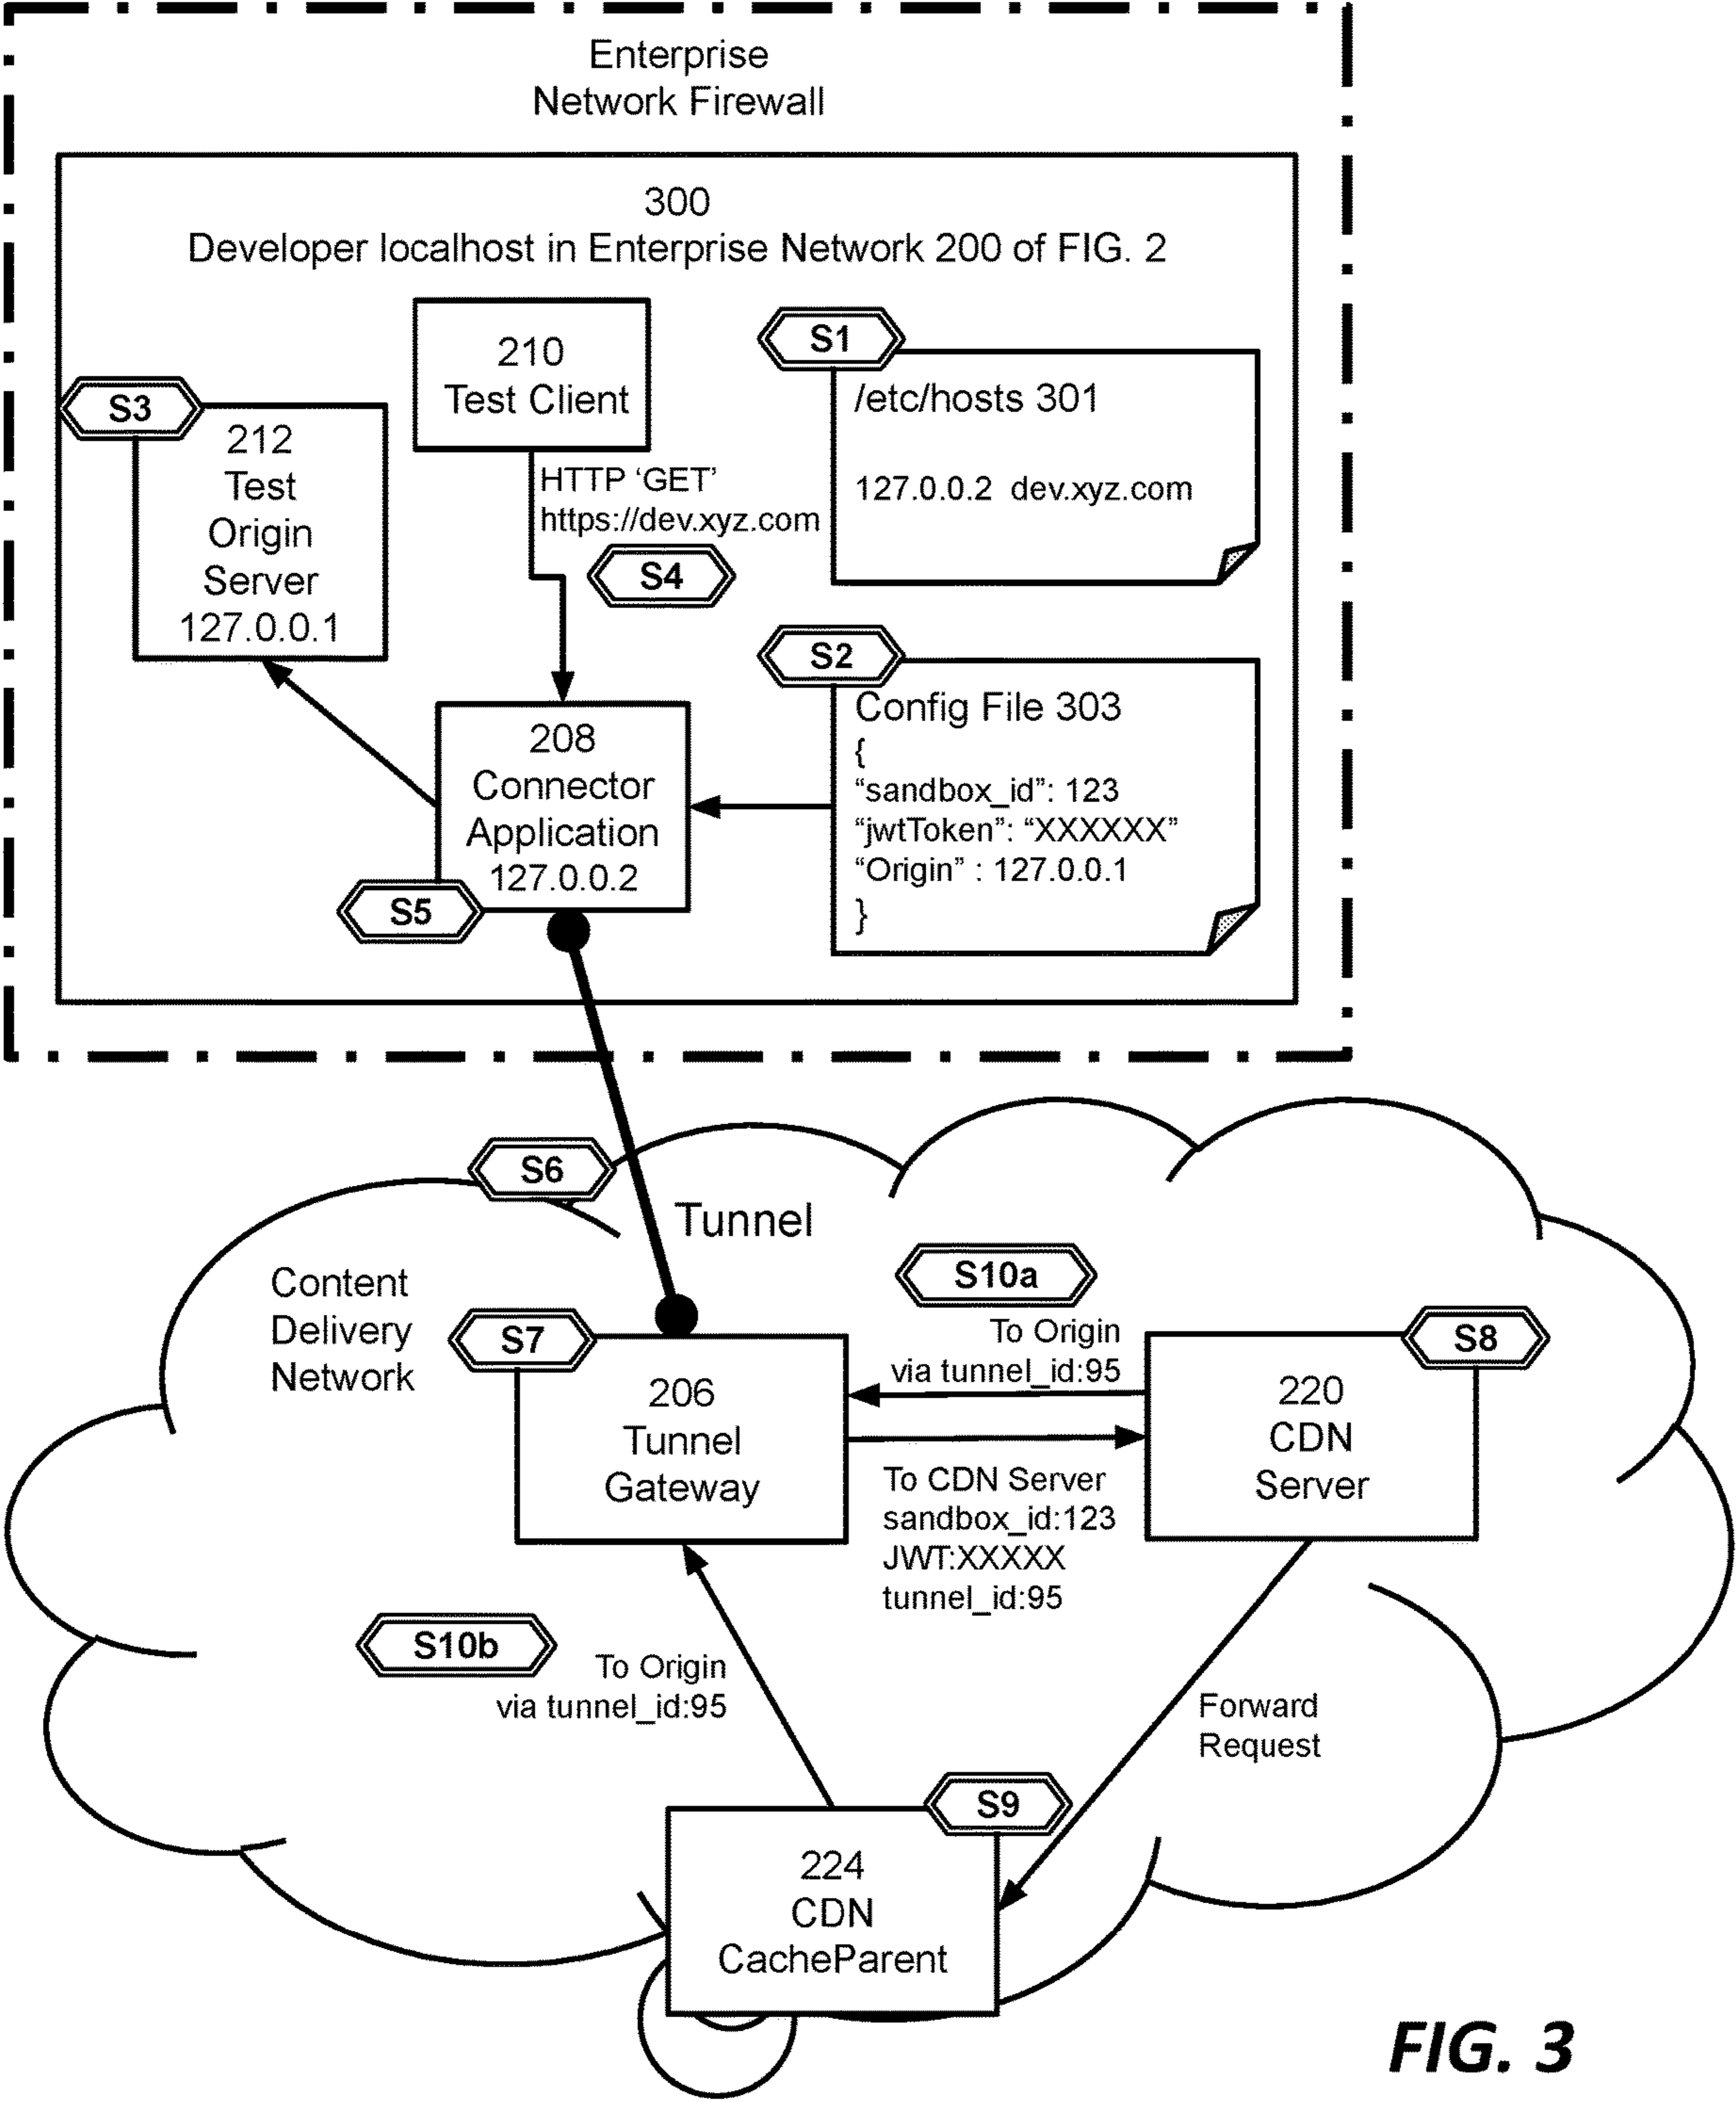 Enterprise
Network Firewall
300
Developer localhost in Enterprise Network 200 of FIG. 2
S1
/etc/hosts 301
127.0.0.2 dev.xyz.com
210
Test Client
S3
212
Test
Origin
Server
127.0.0.1
HTTP ‘GET’
https://dev.xyz.com
S4
S2
Config File 303
{
“sandbox_id”: 123
“jwtToken”: “XXXXXX”
“Origin” : 127.0.0.1
}
208
Connector
Application
127.0.0.2
S5
S6
Tunnel
Content
Delivery
Network
S10a
S7
206
Tunnel
Gateway
To Origin
via tunnel_id:95
S8
220
CDN
Server
To CDN Server
sandbox_id:123
JWT:XXXXX
tunnel_id:95
S10b
To Origin
via tunnel_id:95
Forward
Request
S9
224
CDN
CacheParent
FIG. 3